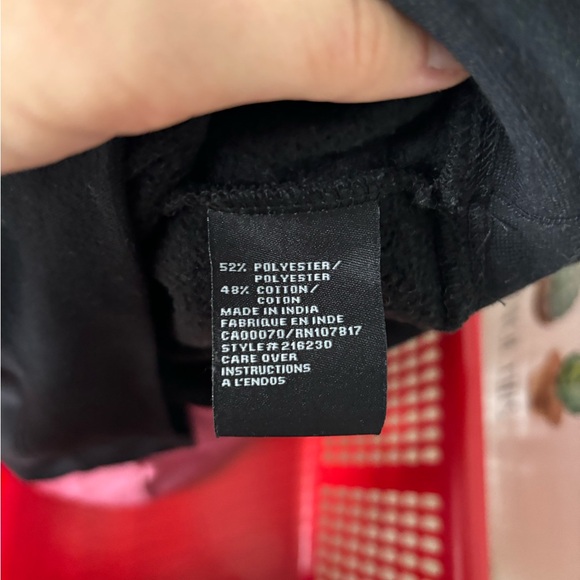 52% POLYESTER/
POLYESTER
48% COTTON/
COTON
MADE IN INDIA
FABRIQUE EN INDE
CA00070/RN107817
STYLE# 216230
CARE OVER
INSTRUCTIONS
A L'ENDOS